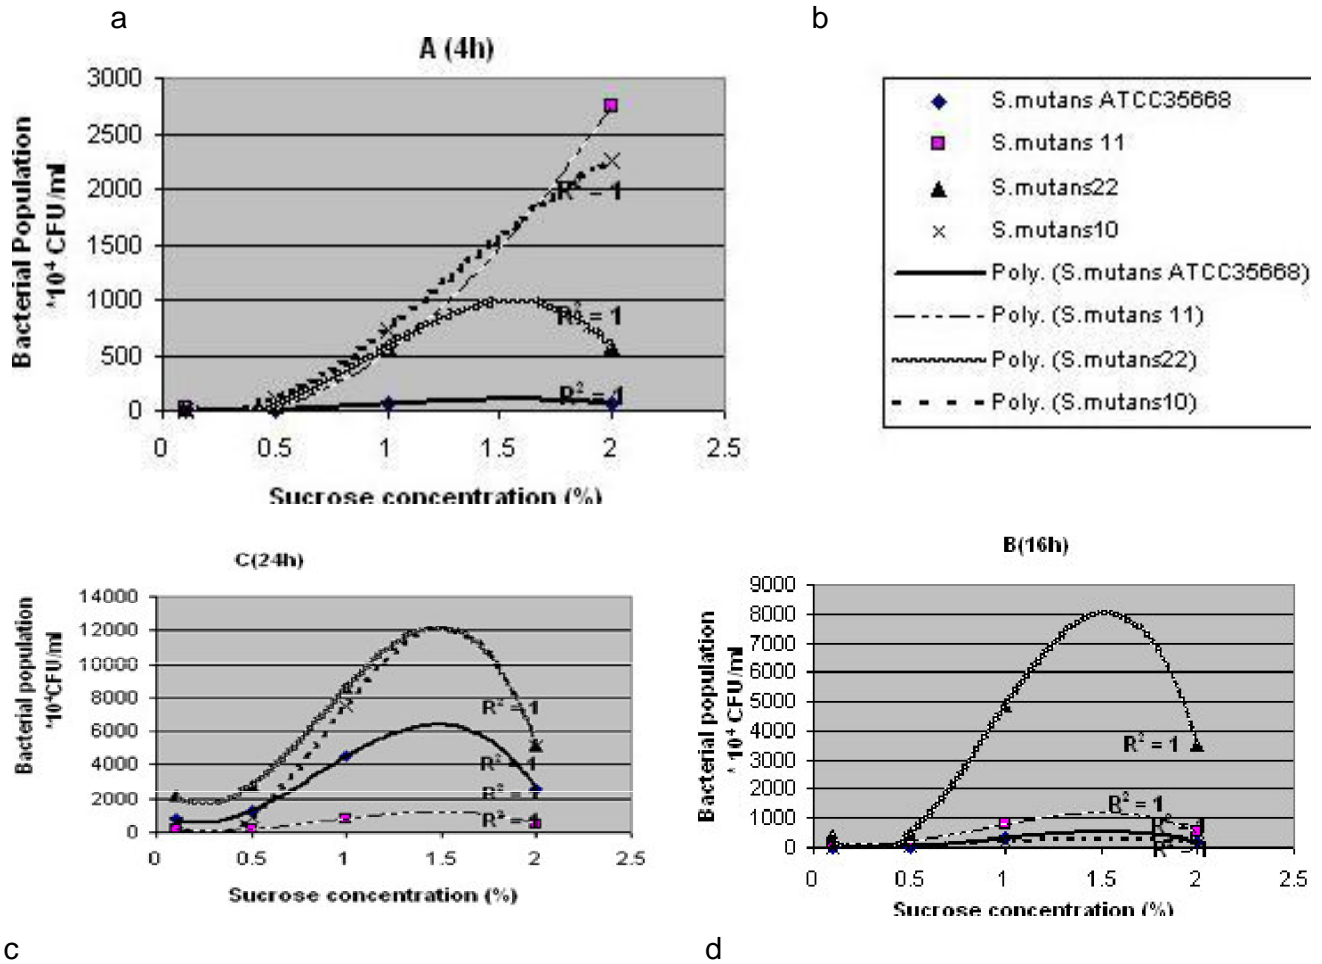 a
b
A (4h)
Bacterial Population
*10⁴ CFU/ml
3000
2500
2000
1500
1000
500
0
R² = 1
R² = 1
R² = 1
0 0.5 1 1.5 2 2.5
Sucrose concentration (%)
S.mutans ATCC35668
S.mutans 11
S.mutans22
S.mutans10
Poly. (S.mutans ATCC35668)
Poly. (S.mutans 11)
Poly. (S.mutans22)
Poly. (S.mutans10)
C(24h)
Bacterial population
*10⁴CFU/ml
14000
12000
10000
8000
6000
4000
2000
0
R² = 1
R² = 1
R² = 1
R² = 1
0 0.5 1 1.5 2 2.5
Sucrose concentration (%)
B(16h)
Bacterial population
* 10⁴ CFU/ml
9000
8000
7000
6000
5000
4000
3000
2000
1000
0
R² = 1
R² = 1
0 0.5 1 1.5 2 2.5
Sucrose concentration (%)
c
d